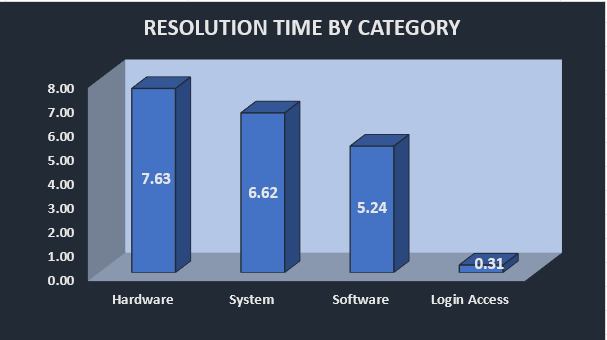 RESOLUTION TIME BY CATEGORY
8.00
7.00
6.00
5.00
4.00
3.00
2.00
1.00
0.00
7.63
6.62
5.24
0.31
Hardware
System
Software
Login Access